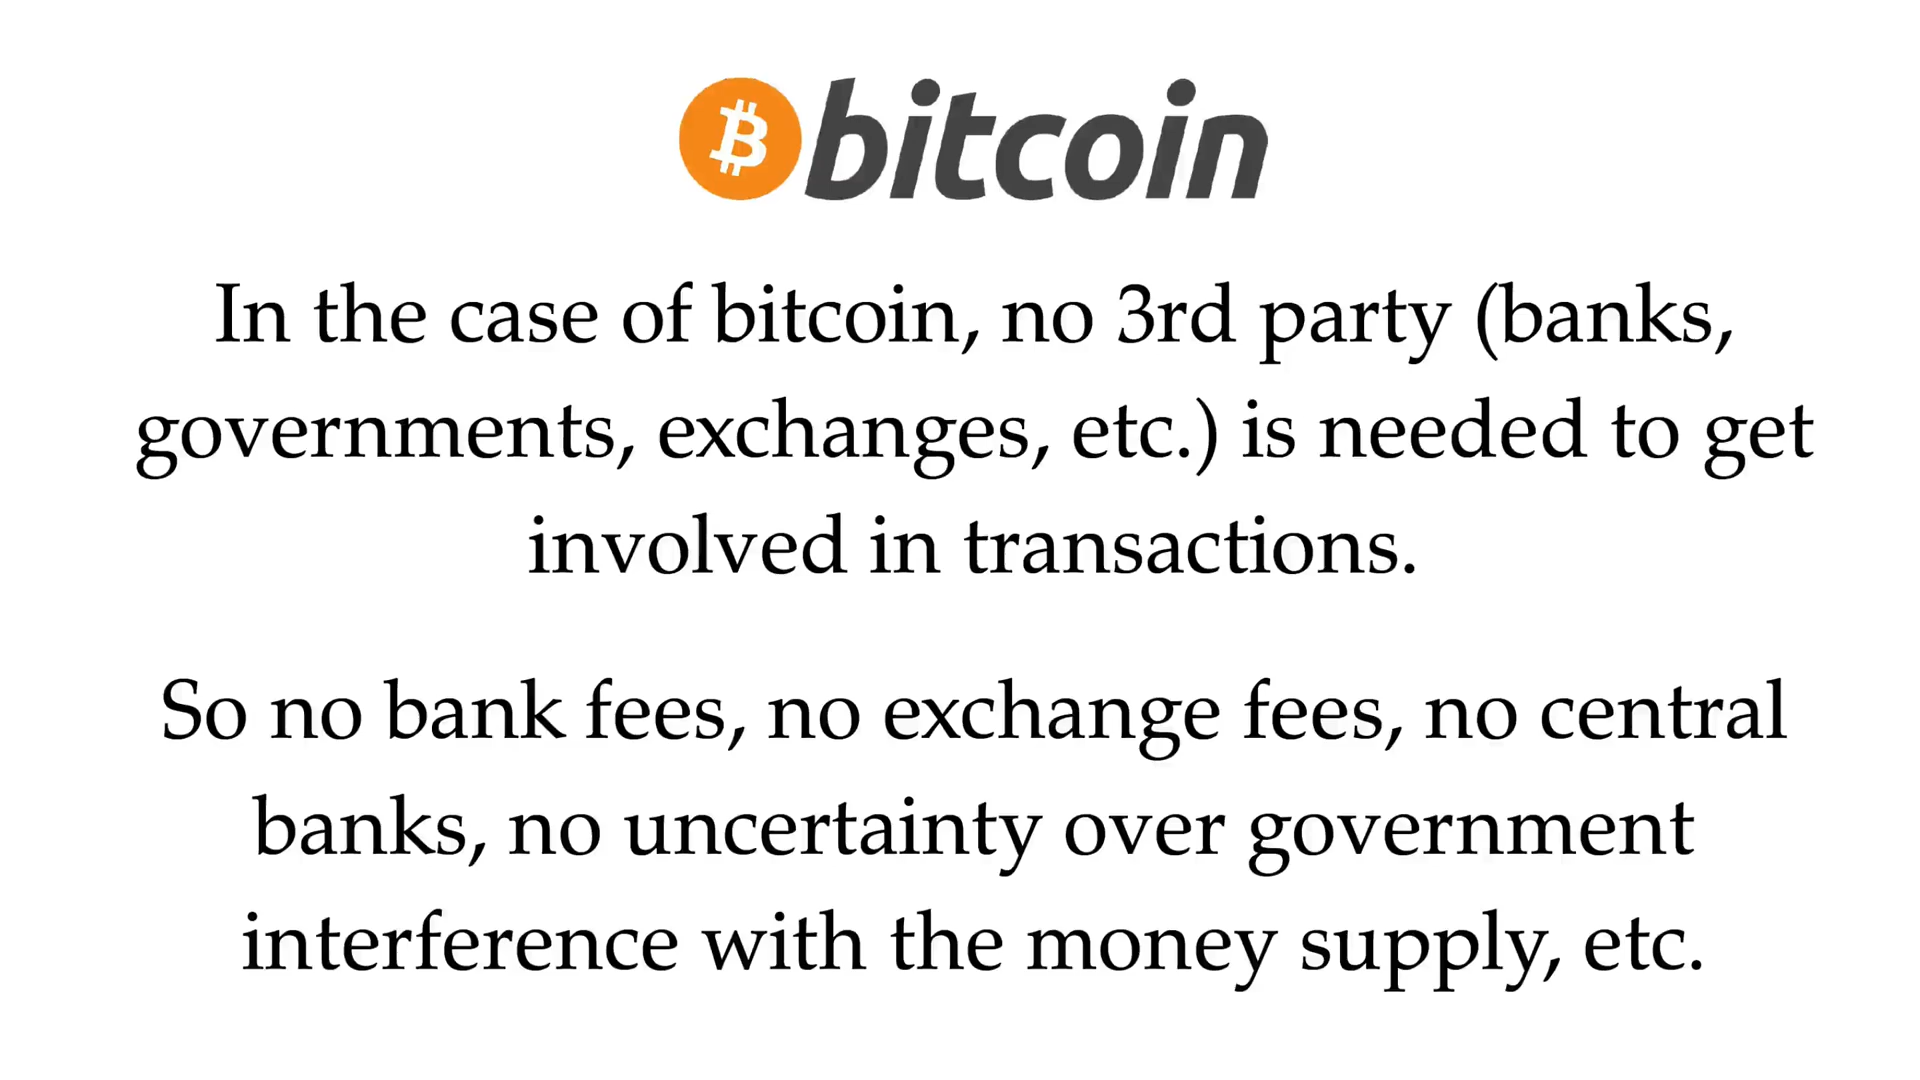 bitcoin
In the case of bitcoin, no 3rd party (banks,
governments, exchanges, etc.) is needed to get
involved in transactions.
So no bank fees, no exchange fees, no central
banks, no uncertainty over government
interference with the money supply, etc.